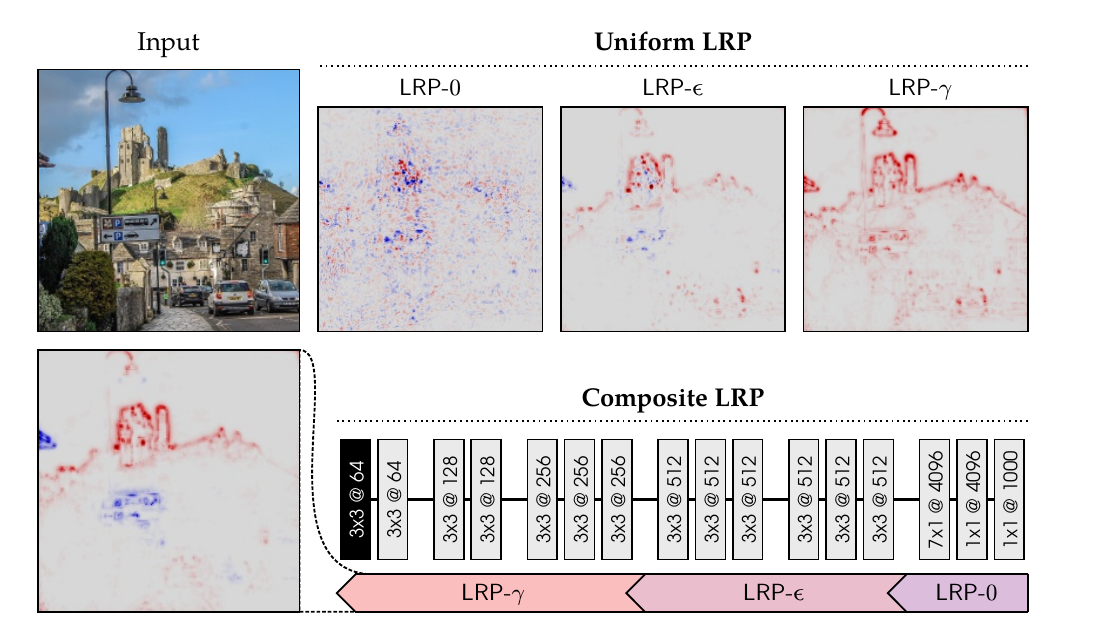 Input
Uniform LRP
LRP-0
LRP-ϵ
LRP-γ
P
P
Composite LRP
3x3 @ 64
3x3 @ 64
3x3 @ 128
3x3 @ 128
3x3 @ 256
3x3 @ 256
3x3 @ 256
3x3 @ 512
3x3 @ 512
3x3 @ 512
3x3 @ 512
3x3 @ 512
3x3 @ 512
7x1 @ 4096
1x1 @ 4096
1x1 @ 1000
LRP-γ
LRP-ϵ
LRP-0